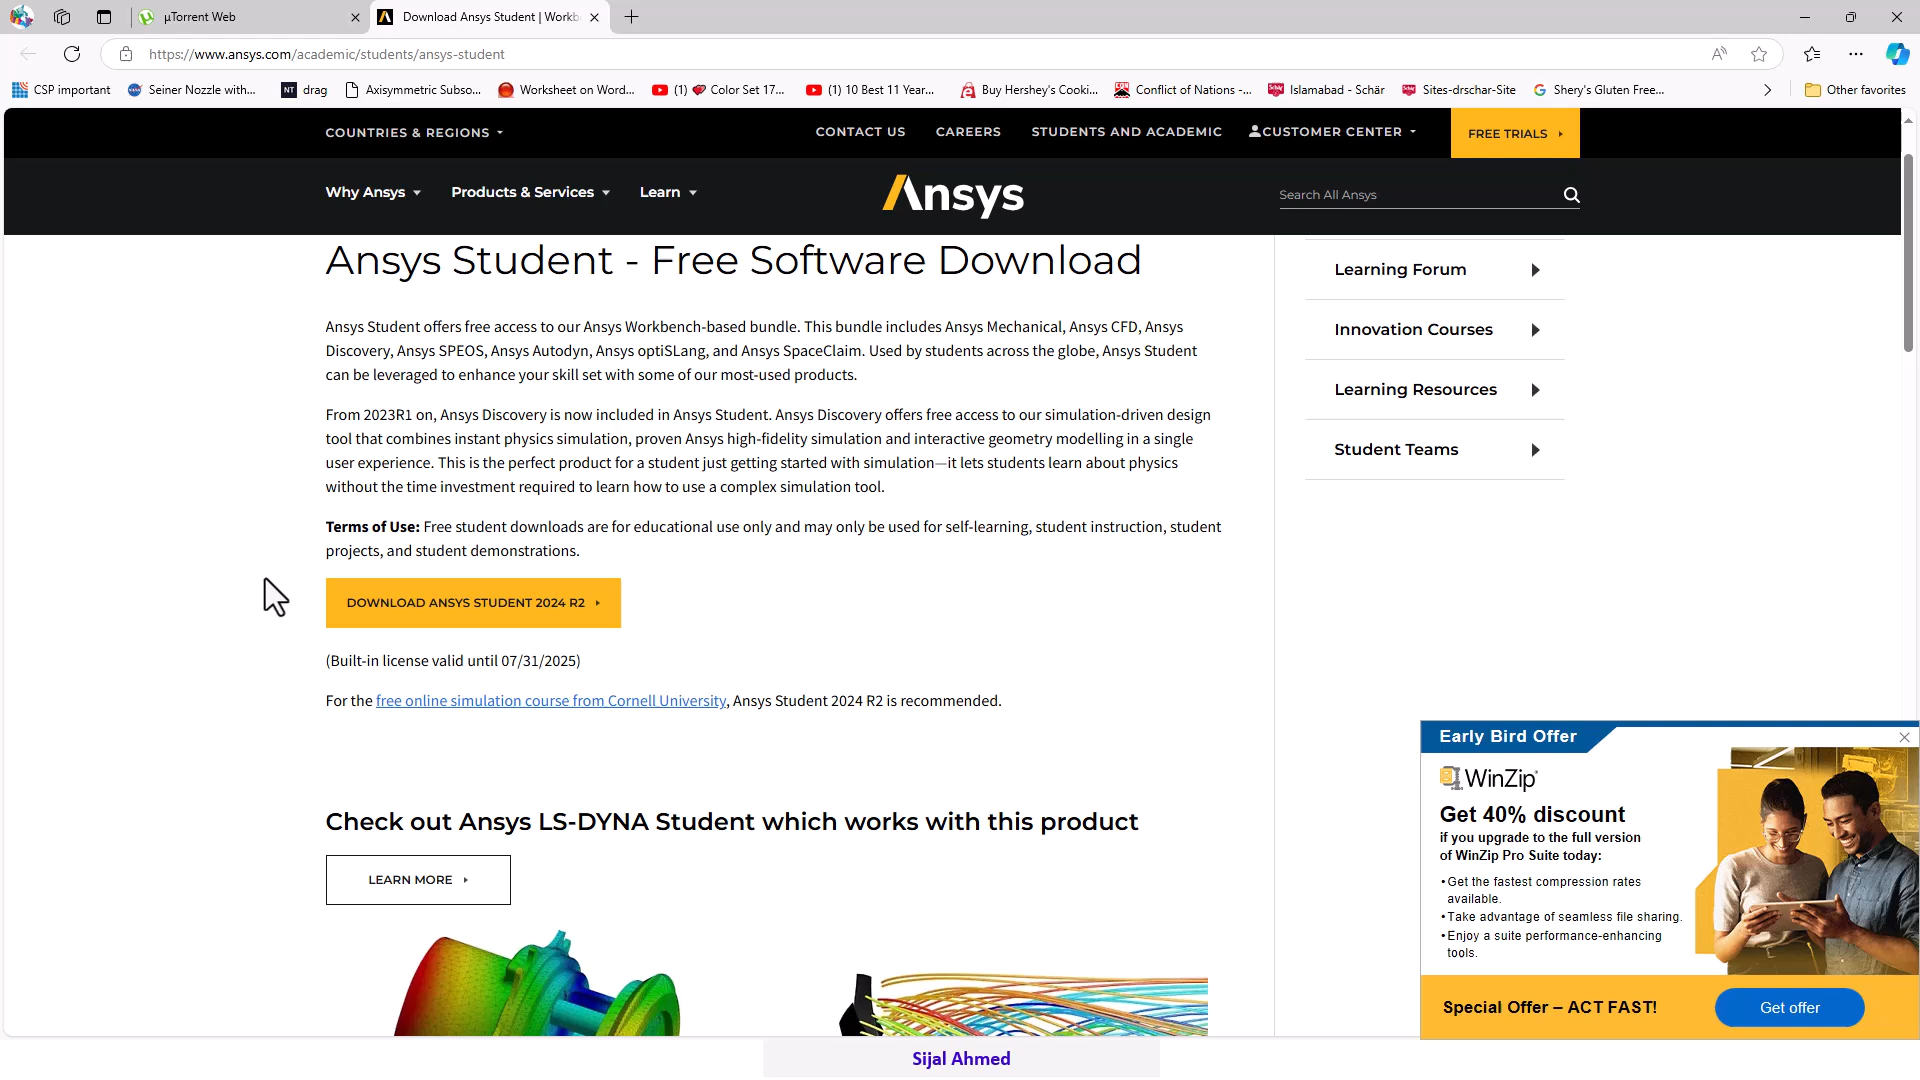 µTorrent Web
Download Ansys Student | Workb
https://www.ansys.com/academic/students/ansys-student
CSP important
Seiner Nozzle with...
NT drag
Axisymmetric Subso...
Worksheet on Word...
(1) ❤ Color Set 17...
(1) 10 Best 11 Year...
Buy Hershey's Cooki...
Conflict of Nations -...
Islamabad - Schär
Sites-drschar-Site
Shery's Gluten Free...
Other favorites
COUNTRIES & REGIONS
CONTACT US
CAREERS
STUDENTS AND ACADEMIC
CUSTOMER CENTER
FREE TRIALS
Why Ansys
Products & Services
Learn
Ansys
Search All Ansys
Ansys Student - Free Software Download
Ansys Student offers free access to our Ansys Workbench-based bundle. This bundle includes Ansys Mechanical, Ansys CFD, Ansys
Discovery, Ansys SPEOS, Ansys Autodyn, Ansys optiSLang, and Ansys SpaceClaim. Used by students across the globe, Ansys Student
can be leveraged to enhance your skill set with some of our most-used products.
From 2023R1 on, Ansys Discovery is now included in Ansys Student. Ansys Discovery offers free access to our simulation-driven design
tool that combines instant physics simulation, proven Ansys high-fidelity simulation and interactive geometry modelling in a single
user experience. This is the perfect product for a student just getting started with simulation—it lets students learn about physics
without the time investment required to learn how to use a complex simulation tool.
Terms of Use: Free student downloads are for educational use only and may only be used for self-learning, student instruction, student
projects, and student demonstrations.
DOWNLOAD ANSYS STUDENT 2024 R2
(Built-in license valid until 07/31/2025)
For the free online simulation course from Cornell University, Ansys Student 2024 R2 is recommended.
Check out Ansys LS-DYNA Student which works with this product
LEARN MORE
Learning Forum
Innovation Courses
Learning Resources
Student Teams
Early Bird Offer
WinZip
Get 40% discount
if you upgrade to the full version
of WinZip Pro Suite today:
• Get the fastest compression rates
available.
• Take advantage of seamless file sharing.
• Enjoy a suite performance-enhancing
tools.
Special Offer – ACT FAST!
Get offer
Sijal Ahmed